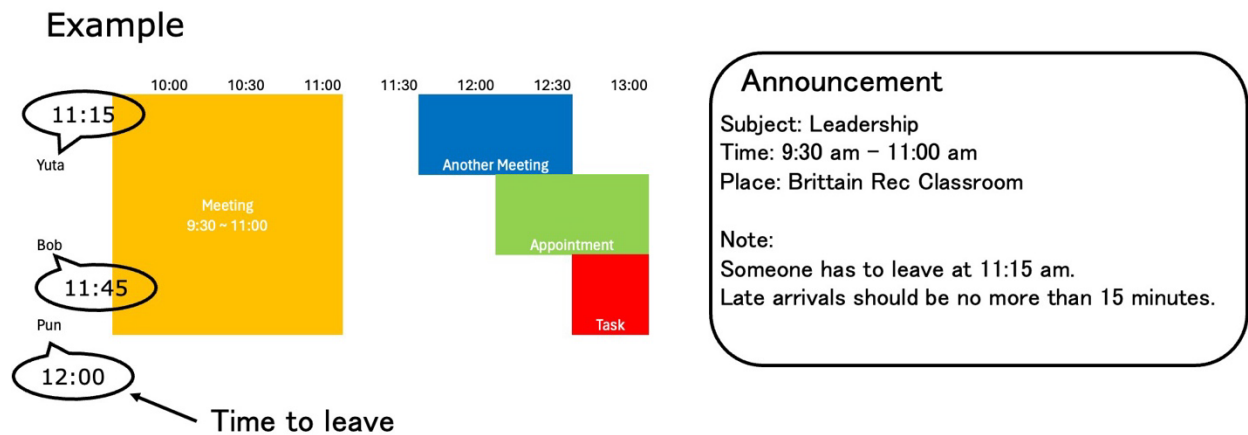 Example
10:00 10:30 11:00 11:30 12:00 12:30 13:00
11:15
Yuta
Another Meeting
Meeting
9:30 ~ 11:00
Bob
Appointment
11:45
Pun
Task
12:00
Time to leave
Announcement
Subject: Leadership
Time: 9:30 am – 11:00 am
Place: Brittain Rec Classroom
Note:
Someone has to leave at 11:15 am.
Late arrivals should be no more than 15 minutes.